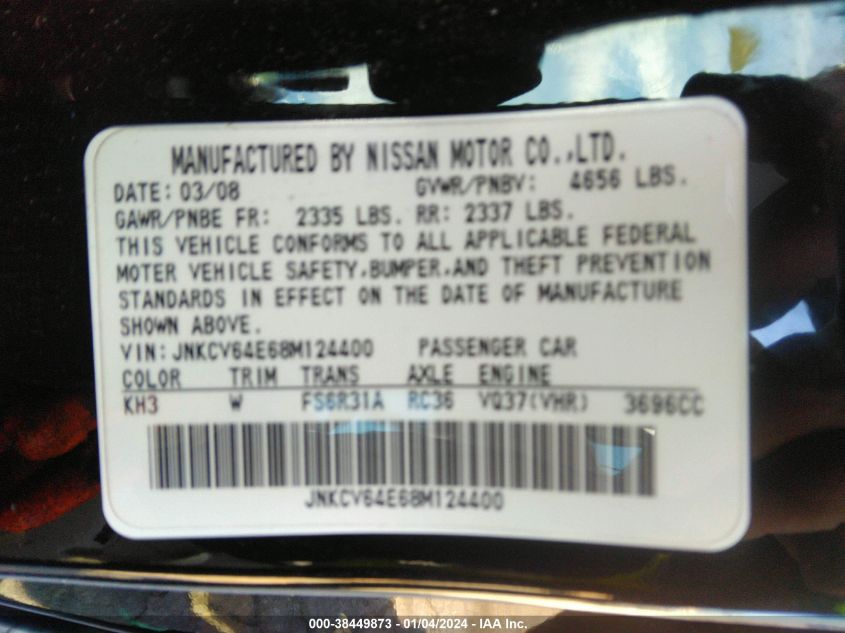 MANUFACTURED BY NISSAN MOTOR CO.,LTD.
DATE: 03/08 GVWR/PNBV: 4656 LBS.
GAWR/PNBE FR: 2335 LBS. RR: 2337 LBS.
THIS VEHICLE CONFORMS TO ALL APPLICABLE FEDERAL
MOTER VEHICLE SAFETY,BUMPER,AND THEFT PREVENTION
STANDARDS IN EFFECT ON THE DATE OF MANUFACTURE
SHOWN ABOVE.
VIN: JNKCV64E68M124400 PASSENGER CAR
COLOR TRIM TRANS AXLE ENGINE
KH3 W FS6R31A RC36 VQ37(VHR) 3696CC
JNKCV64E68M124400
000-38449873 - 01/04/2024 - IAA Inc.